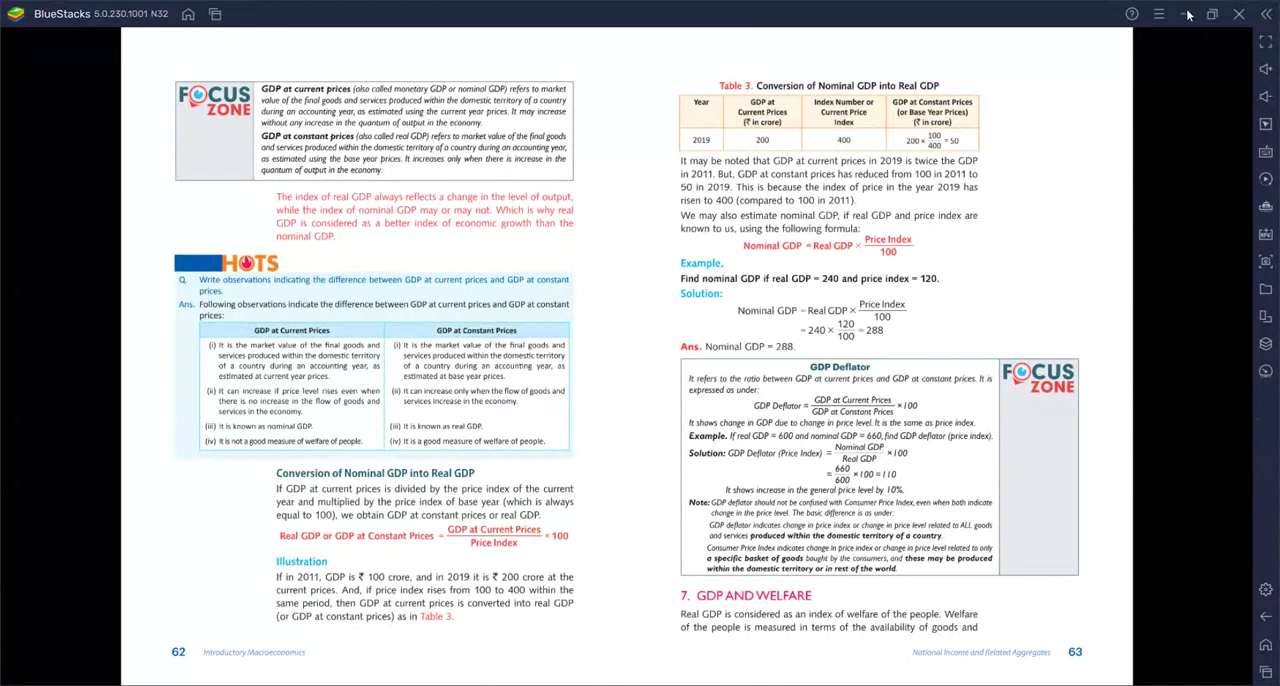 BlueStacks 5.0.230.1001 N32
FOCUS
ZONE
GDP at current prices (also called monetary GDP or nominal GDP) refers to market
value of the final goods and services produced within the domestic territory of a country
during an accounting year, as estimated using the current year prices. It may increase
without any increase in the quantum of output in the economy.
GDP at constant prices (also called real GDP) refers to market value of the final goods
and services produced within the domestic territory of a country during an accounting year,
as estimated using the base year prices. It increases only when there is increase in the
quantum of output in the economy.
The index of real GDP always reflects a change in the level of output,
while the index of nominal GDP may or may not. Which is why real
GDP is considered as a better index of economic growth than the
nominal GDP.
HOTS
Q. Write observations indicating the difference between GDP at current prices and GDP at constant
prices.
Ans. Following observations indicate the difference between GDP at current prices and GDP at constant
prices:
GDP at Current Prices
(i) It is the market value of the final goods and
services produced within the domestic territory
of a country during an accounting year, as
estimated at current year prices.
(ii) It can increase if price level rises even when
there is no increase in the flow of goods and
services in the economy.
(iii) It is known as nominal GDP.
(iv) It is not a good measure of welfare of people.
GDP at Constant Prices
(i) It is the market value of the final goods and
services produced within the domestic territory
of a country during an accounting year, as
estimated at base year prices.
(ii) It can increase only when the flow of goods and
services increase in the economy.
(iii) It is known as real GDP.
(iv) It is a good measure of welfare of people.
Conversion of Nominal GDP into Real GDP
If GDP at current prices is divided by the price index of the current
year and multiplied by the price index of base year (which is always
equal to 100), we obtain GDP at constant prices or real GDP.
Real GDP or GDP at Constant Prices = GDP at Current Prices / Price Index × 100
Illustration
If in 2011, GDP is ₹ 100 crore, and in 2019 it is ₹ 200 crore at the
current prices. And, if price index rises from 100 to 400 within the
same period, then GDP at current prices is converted into real GDP
(or GDP at constant prices) as in Table 3.
62 Introductory Macroeconomics
Table 3. Conversion of Nominal GDP into Real GDP
Year
GDP at
Current Prices
(₹ in crore)
Index Number or
Current Price
Index
GDP at Constant Prices
(or Base Year Prices)
(₹ in crore)
2019 200 400 200 × 100/400 = 50
It may be noted that GDP at current prices in 2019 is twice the GDP
in 2011. But, GDP at constant prices has reduced from 100 in 2011 to
50 in 2019. This is because the index of price in the year 2019 has
risen to 400 (compared to 100 in 2011).
We may also estimate nominal GDP, if real GDP and price index are
known to us, using the following formula:
Nominal GDP = Real GDP × Price Index / 100
Example.
Find nominal GDP if real GDP = 240 and price index = 120.
Solution:
Nominal GDP = Real GDP × Price Index / 100
= 240 × 120/100 = 288
Ans. Nominal GDP = 288.
GDP Deflator
It refers to the ratio between GDP at current prices and GDP at constant prices. It is
expressed as under:
GDP Deflator = GDP at Current Prices / GDP at Constant Prices × 100
It shows change in GDP due to change in price level. It is the same as price index.
Example. If real GDP = 600 and nominal GDP = 660, find GDP deflator (price index).
Solution: GDP Deflator (Price Index) = Nominal GDP / Real GDP × 100
= 660/600 × 100 = 110
It shows increase in the general price level by 10%.
Note: GDP deflator should not be confused with Consumer Price Index, even when both indicate
change in the price level. The basic difference is as under:
GDP deflator indicates change in price index or change in price level related to ALL goods
and services produced within the domestic territory of a country.
Consumer Price Index indicates change in price index or change in price level related to only
a specific basket of goods bought by the consumers, and these may be produced
within the domestic territory or in rest of the world.
FOCUS
ZONE
7. GDP AND WELFARE
Real GDP is considered as an index of welfare of the people. Welfare
of the people is measured in terms of the availability of goods and
National Income and Related Aggregates 63